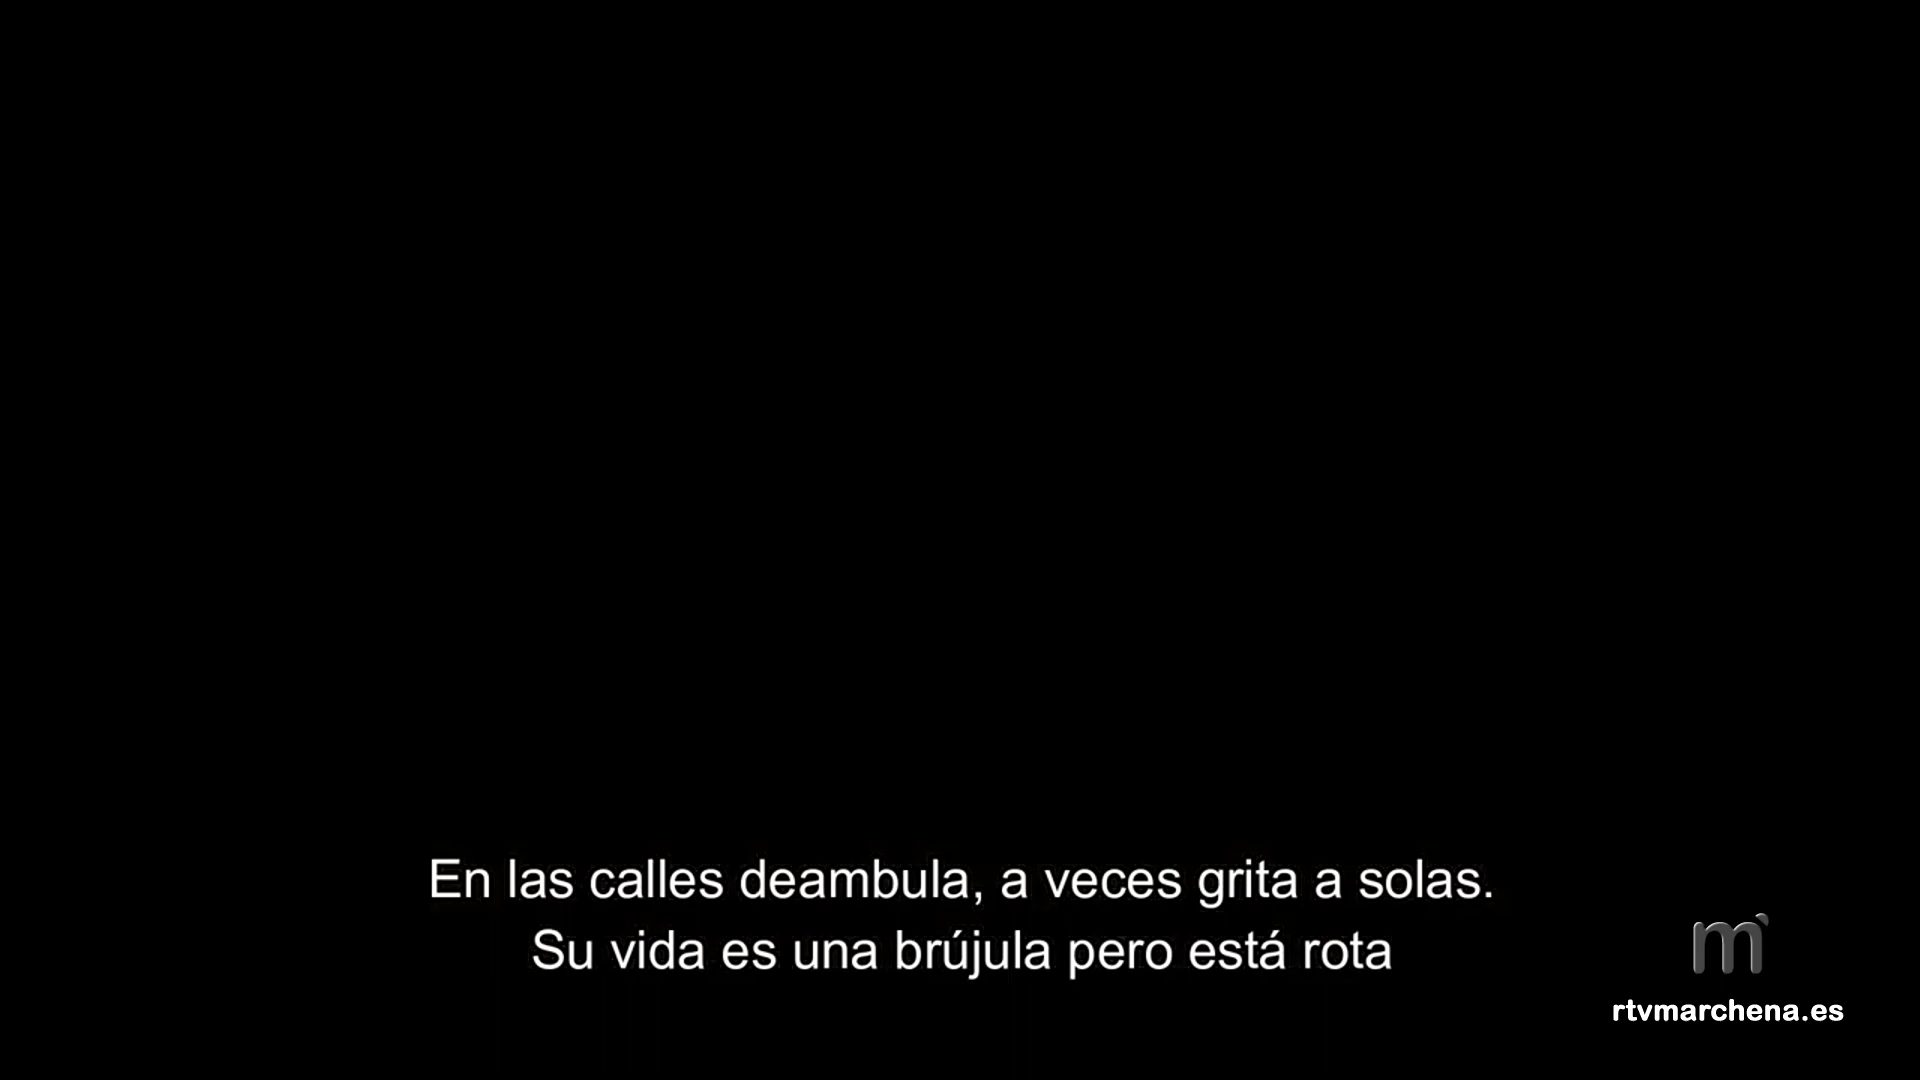 En las calles deambula, a veces grita a solas.
Su vida es una brújula pero está rota
m
rtvmarchena.es